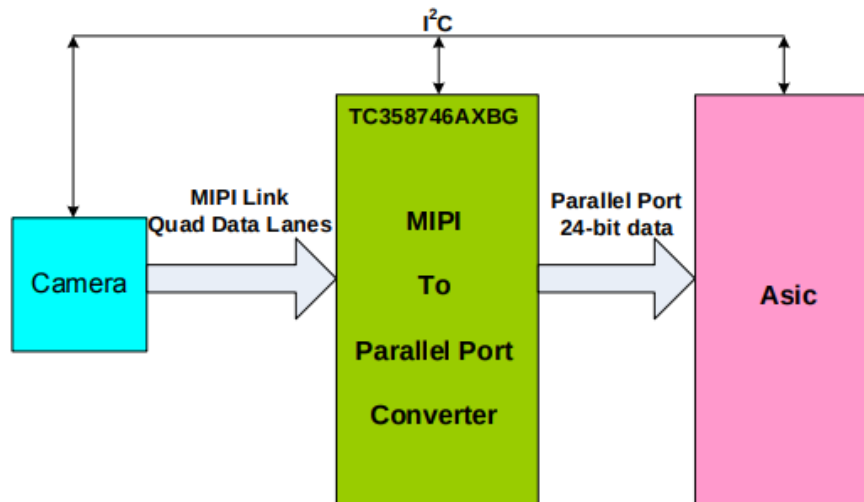 I²C
TC358746AXBG
MIPI Link
Quad Data Lanes
Parallel Port
24-bit data
Camera
MIPI
To
Parallel Port
Converter
Asic